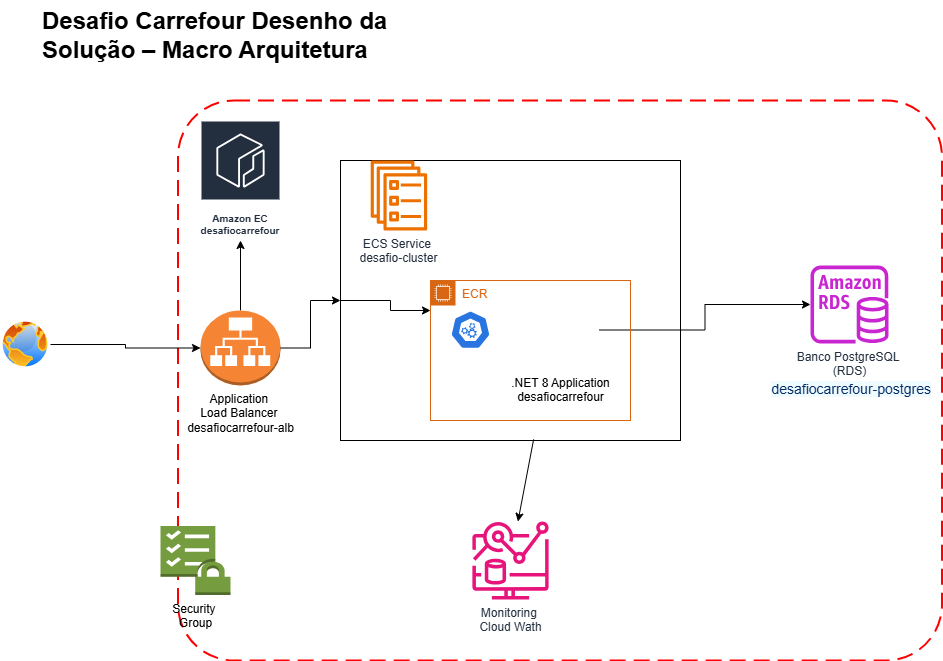 Desafio Carrefour Desenho da
Solução – Macro Arquitetura
Amazon EC
desafiocarrefour
ECS Service
desafio-cluster
ECR
.NET 8 Application
desafiocarrefour
Amazon
RDS
Banco PostgreSQL
(RDS)
desafiocarrefour-postgres
Application
Load Balancer
desafiocarrefour-alb
Security
Group
Monitoring
Cloud Wath